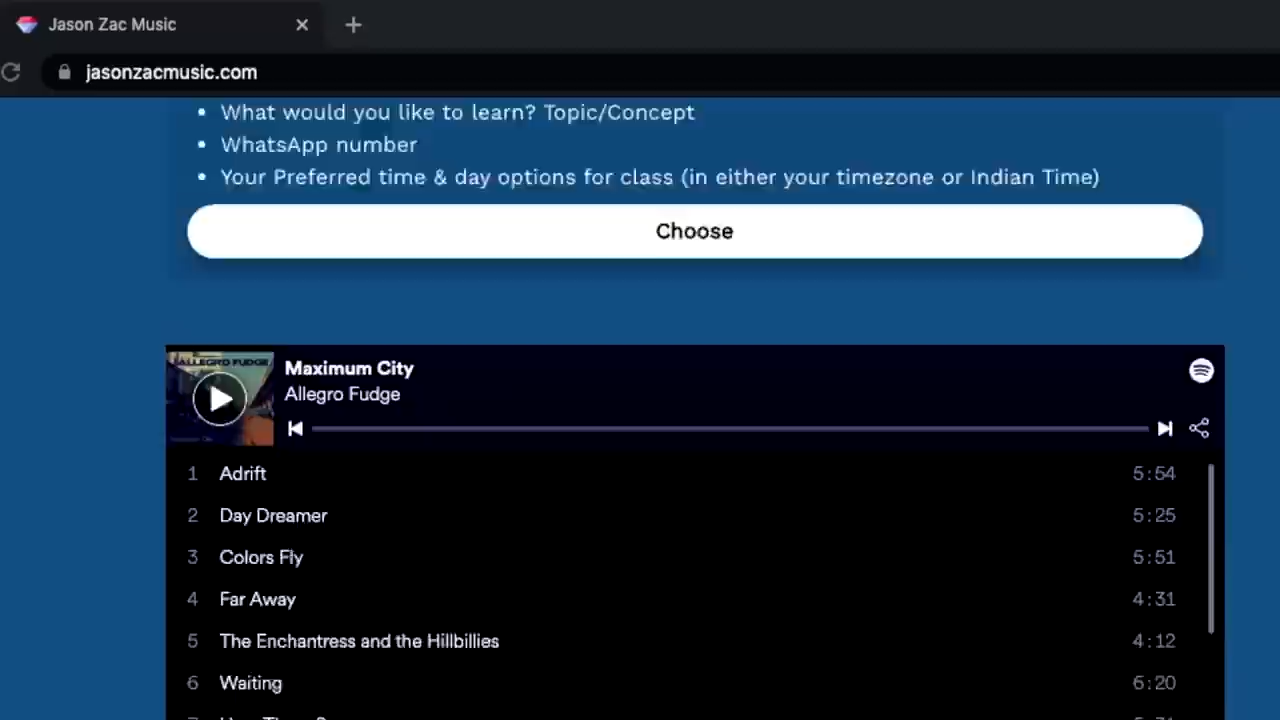 Jason Zac Music
jasonzacmusic.com
What would you like to learn? Topic/Concept
WhatsApp number
Your Preferred time & day options for class (in either your timezone or Indian Time)
Choose
ALLEGRO FUDGE
Maximum City
Allegro Fudge
1 Adrift 5:54
2 Day Dreamer 5:25
3 Colors Fly 5:51
4 Far Away 4:31
5 The Enchantress and the Hillbillies 4:12
6 Waiting 6:20